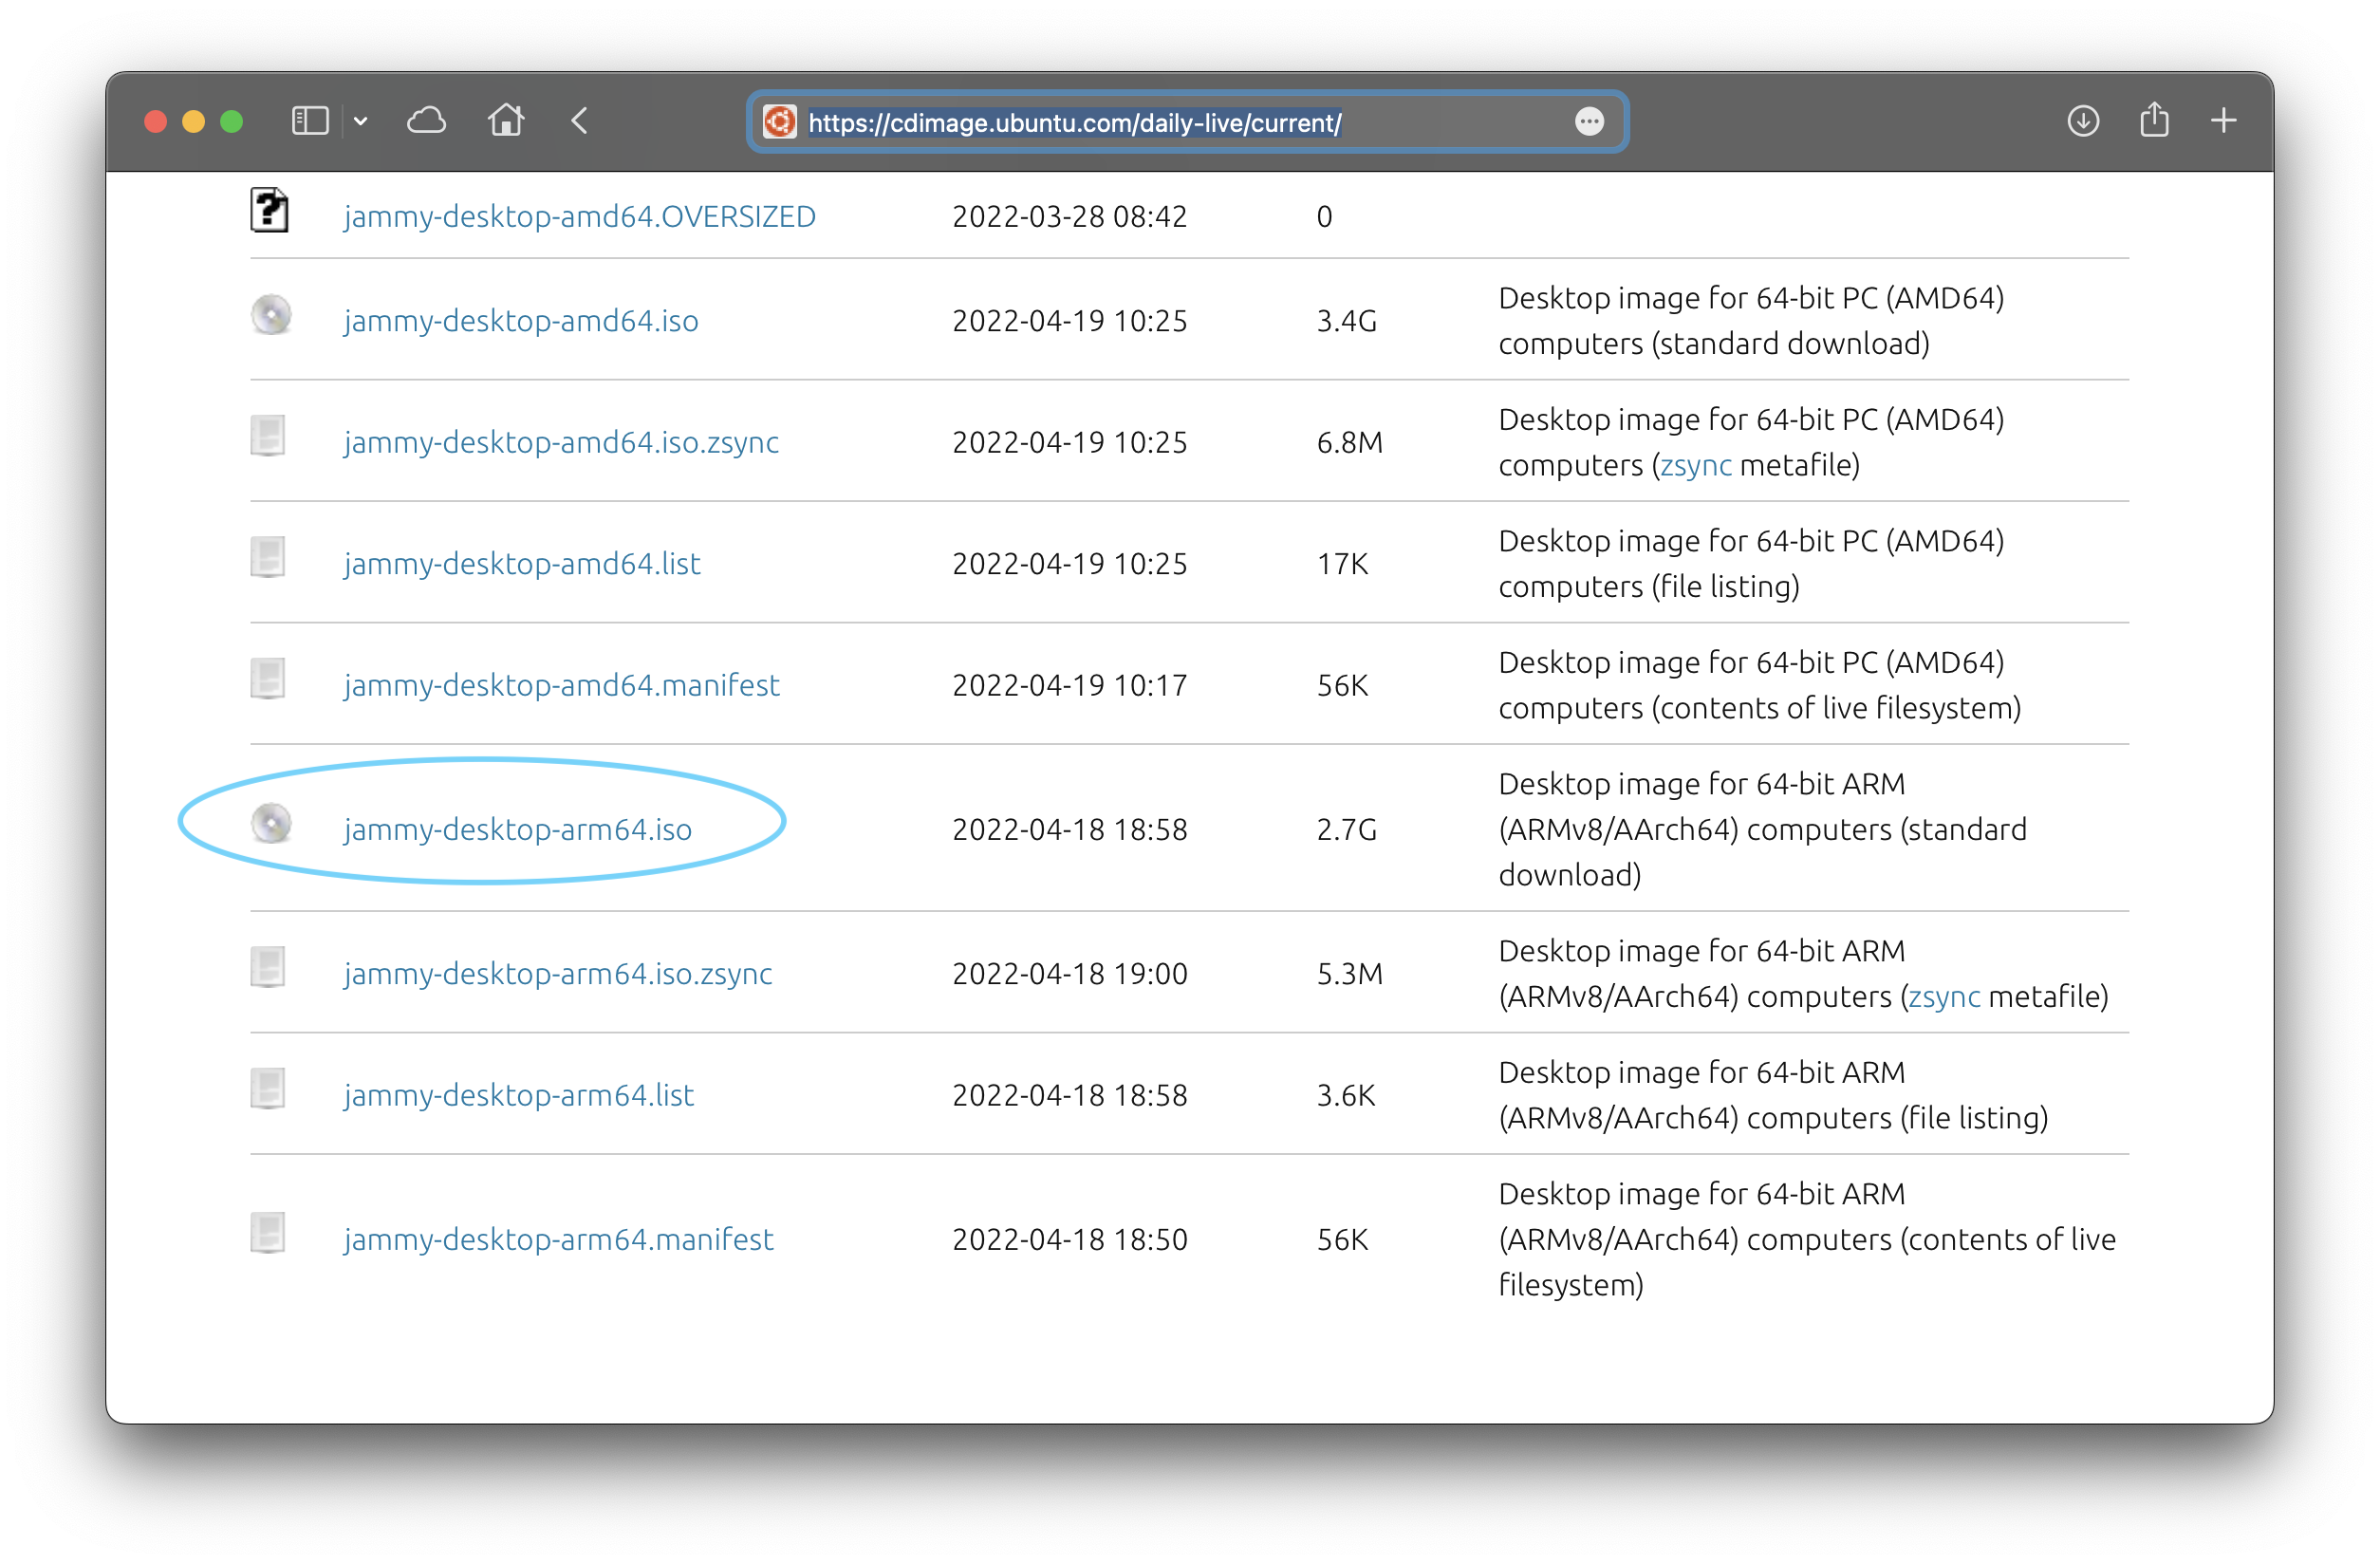 https://cdimage.ubuntu.com/daily-live/current/
jammy-desktop-amd64.OVERSIZED 2022-03-28 08:42 0
jammy-desktop-amd64.iso 2022-04-19 10:25 3.4G Desktop image for 64-bit PC (AMD64)
computers (standard download)
jammy-desktop-amd64.iso.zsync 2022-04-19 10:25 6.8M Desktop image for 64-bit PC (AMD64)
computers (zsync metafile)
jammy-desktop-amd64.list 2022-04-19 10:25 17K Desktop image for 64-bit PC (AMD64)
computers (file listing)
jammy-desktop-amd64.manifest 2022-04-19 10:17 56K Desktop image for 64-bit PC (AMD64)
computers (contents of live filesystem)
jammy-desktop-arm64.iso 2022-04-18 18:58 2.7G Desktop image for 64-bit ARM
(ARMv8/AArch64) computers (standard
download)
jammy-desktop-arm64.iso.zsync 2022-04-18 19:00 5.3M Desktop image for 64-bit ARM
(ARMv8/AArch64) computers (zsync metafile)
jammy-desktop-arm64.list 2022-04-18 18:58 3.6K Desktop image for 64-bit ARM
(ARMv8/AArch64) computers (file listing)
jammy-desktop-arm64.manifest 2022-04-18 18:50 56K Desktop image for 64-bit ARM
(ARMv8/AArch64) computers (contents of live
filesystem)